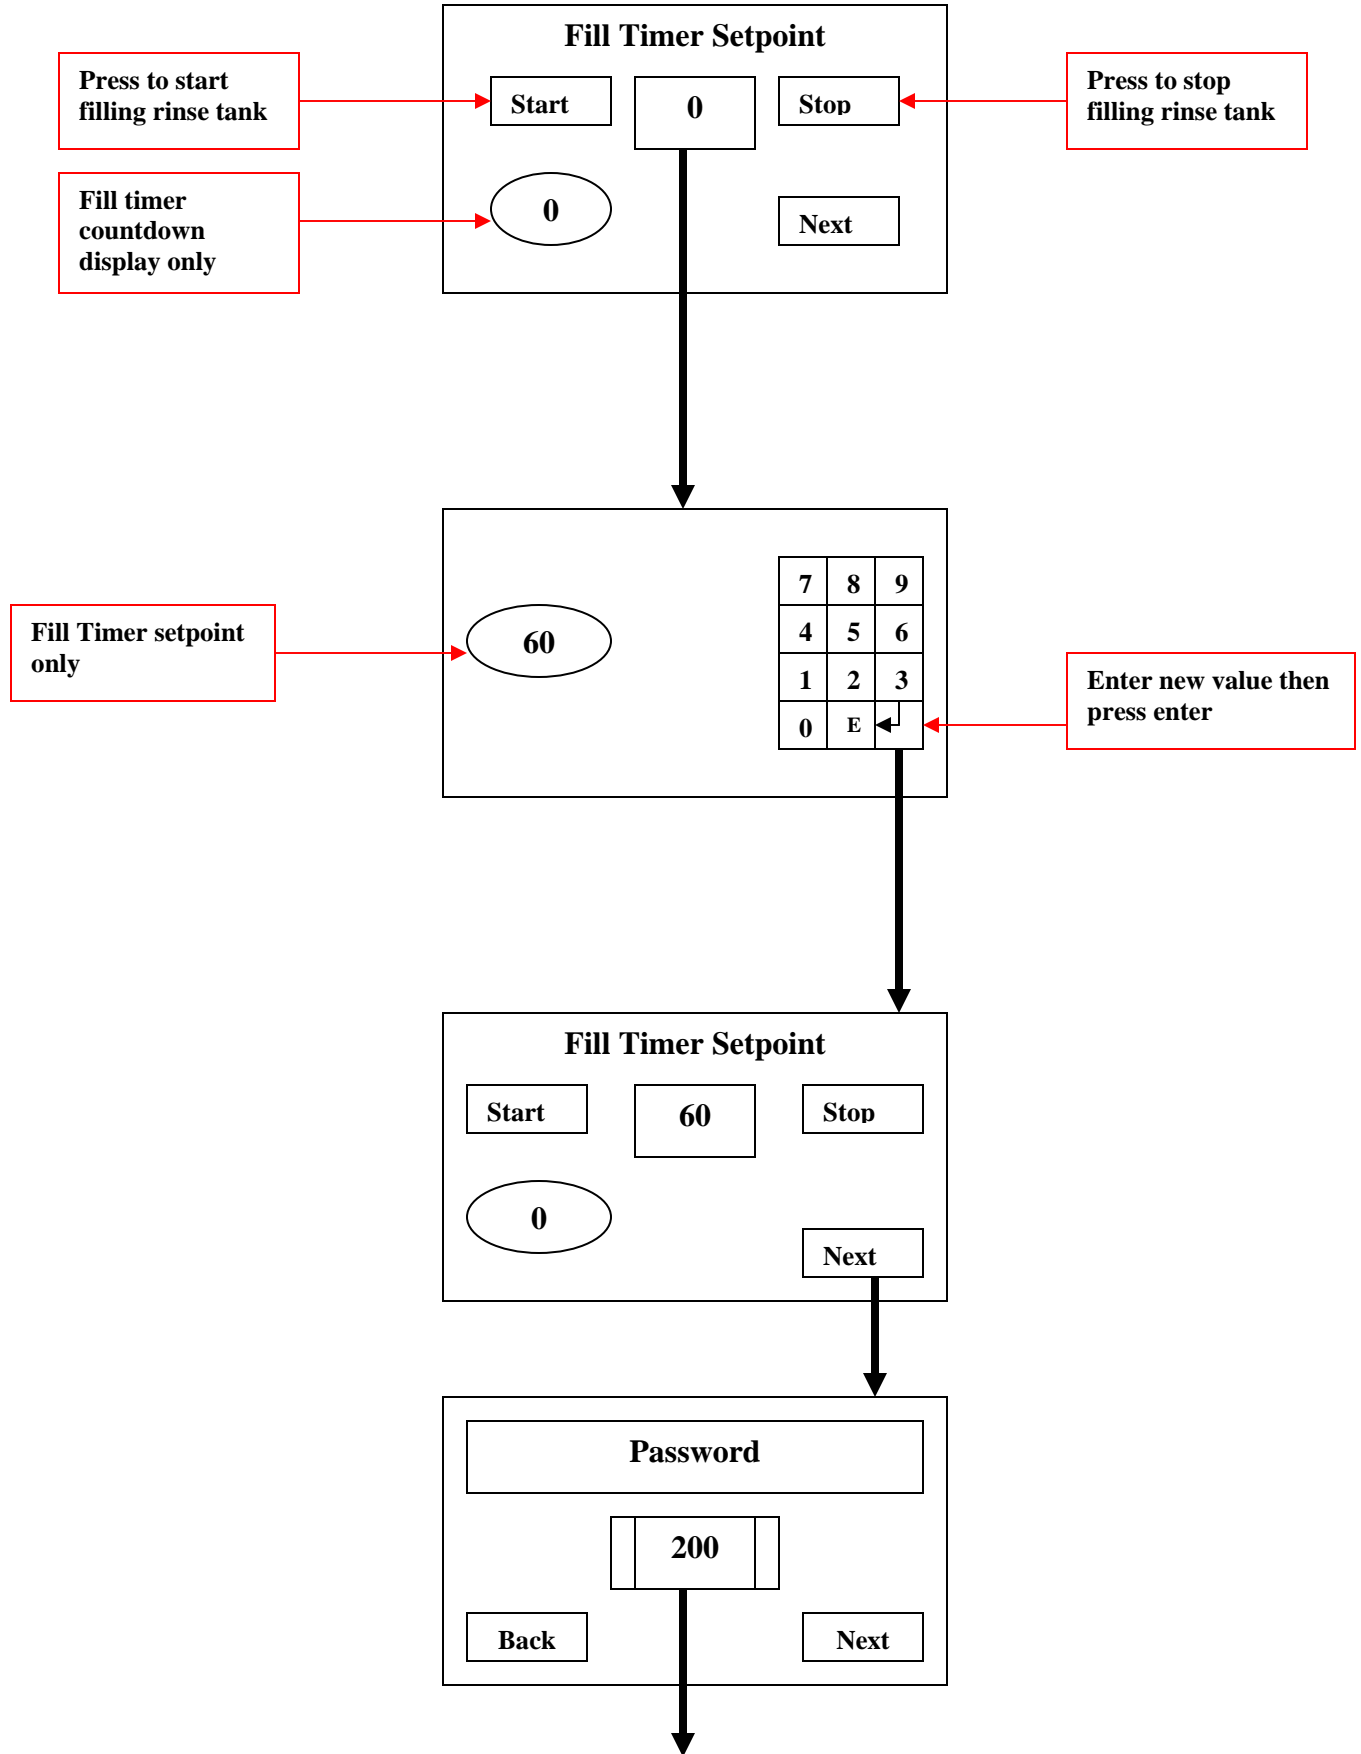 Fill Timer Setpoint
Press to start
filling rinse tank
Start
0
Stop
Press to stop
filling rinse tank
Fill timer
countdown
display only
0
Next
7 8 9
4 5 6
1 2 3
0 E
Fill Timer setpoint
only
60
Enter new value then
press enter
Fill Timer Setpoint
Start
60
Stop
0
Next
Password
200
Back
Next